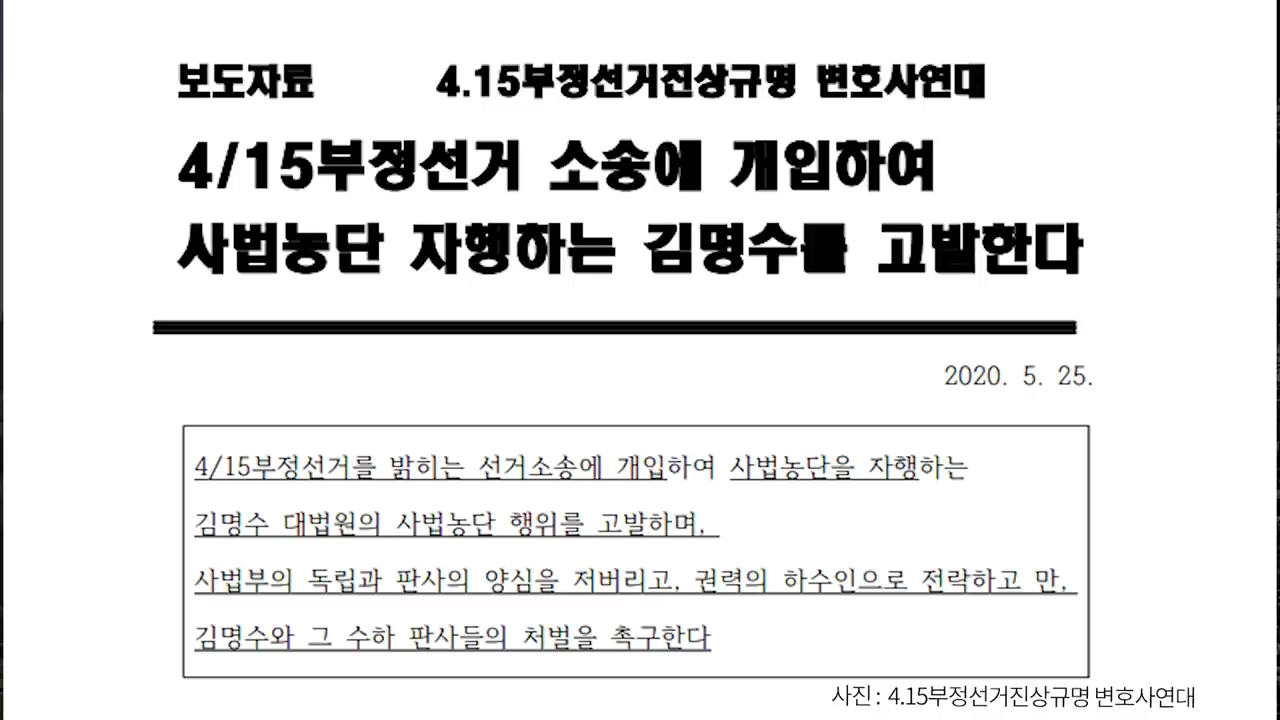 보도자료 4.15부정선거진상규명 변호사연대
4/15부정선거 소송에 개입하여
사법농단 자행하는 김명수를 고발한다
2020. 5. 25.
4/15부정선거를 밝히는 선거소송에 개입하여 사법농단을 자행하는
김명수 대법원의 사법농단 행위를 고발하며,
사법부의 독립과 판사의 양심을 저버리고, 권력의 하수인으로 전락하고 만,
김명수와 그 수하 판사들의 처벌을 촉구한다
사진 : 4.15부정선거진상규명 변호사연대